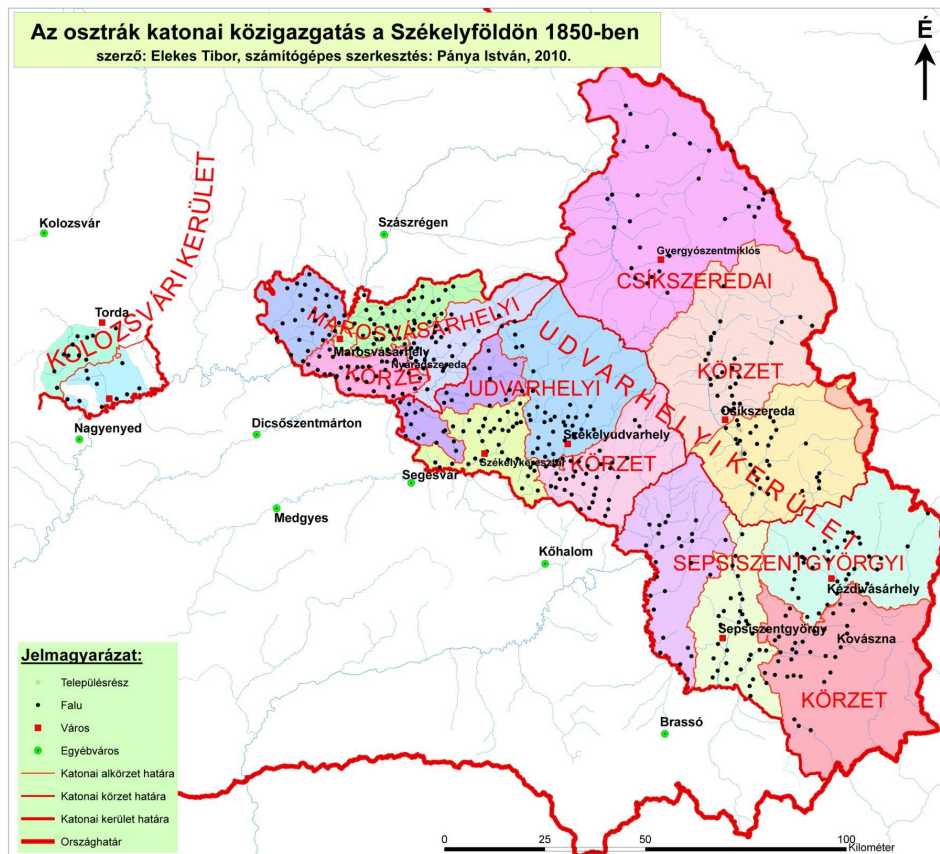 Az osztrák katonai közigazgatás a Székelyföldön 1850-ben
szerző: Elekes Tibor, számítógépes szerkesztés: Pánya István, 2010.
É
KOLOZSVÁRI KERÜLET
Kolozsvár
Szászrégen
Gyergyószentmiklós
CSÍKSZEREDAI
KÖRZET
Torda
MAROSVÁSÁRHELYI
KÖRZET
Marosvásárhely
Nyárádszereda
UDVARHELYI KERÜLET
UDVARHELYI
KÖRZET
Csíkszereda
Nagyenyed
Dicsőszentmárton
Székelyudvarhely
Székelykeresztúr
Segesvár
Medgyes
Kőhalom
SEPSISZENTGYÖRGYI
KÖRZET
Kézdivásárhely
Sepsiszentgyörgy
Kovászna
Brassó
Jelmagyarázat:
Településrész
Falu
Város
Egyébváros
Katonai alkörzet határa
Katonai körzet határa
Katonai kerület határa
Országhatár
0 25 50 100
Kilométer